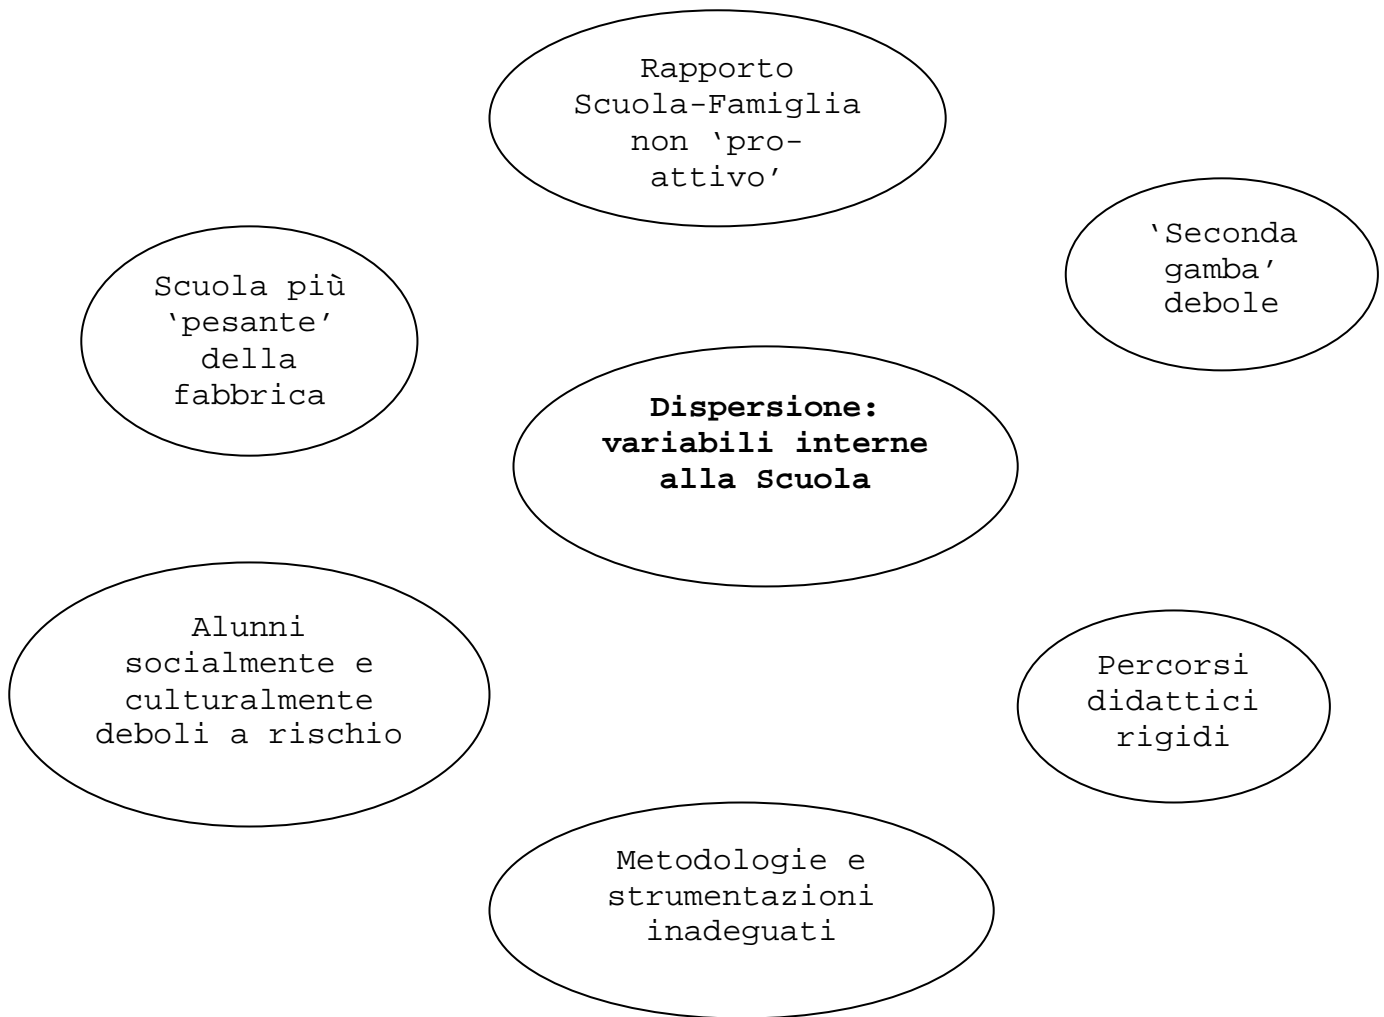 Rapporto
Scuola-Famiglia
non ‘pro-
attivo’
‘Seconda
gamba’
debole
Scuola più
‘pesante’
della
fabbrica
Dispersione:
variabili interne
alla Scuola
Alunni
socialmente e
culturalmente
deboli a rischio
Percorsi
didattici
rigidi
Metodologie e
strumentazioni
inadeguati